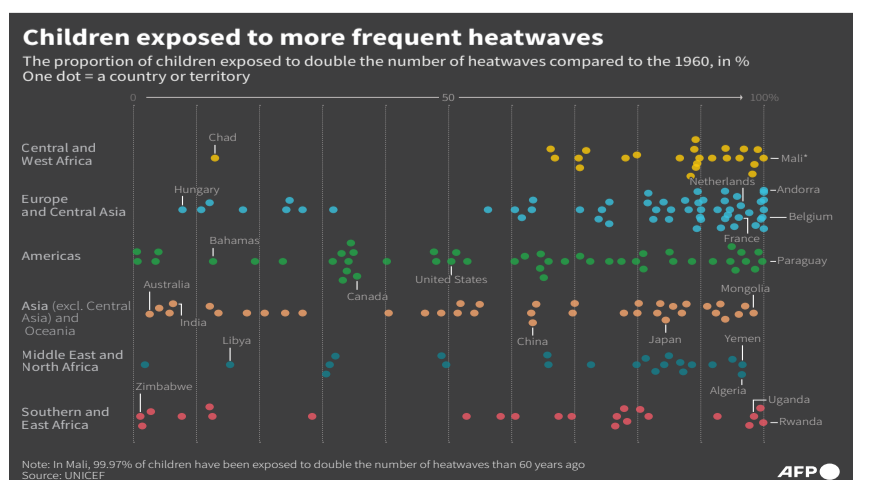 Children exposed to more frequent heatwaves
The proportion of children exposed to double the number of heatwaves compared to the 1960, in %
One dot = a country or territory
0 50 100%
Chad
Central and
West Africa
Mali*
Netherlands
Hungary
Andorra
Europe
and Central Asia
Belgium
France
Bahamas
Americas
Paraguay
United States
Canada
Australia
Mongolia
Asia (excl. Central
Asia) and
Oceania
India
China
Japan
Libya
Yemen
Middle East and
North Africa
Algeria
Zimbabwe
Uganda
Southern and
East Africa
Rwanda
Note: In Mali, 99.97% of children have been exposed to double the number of heatwaves than 60 years ago
Source: UNICEF
AFP